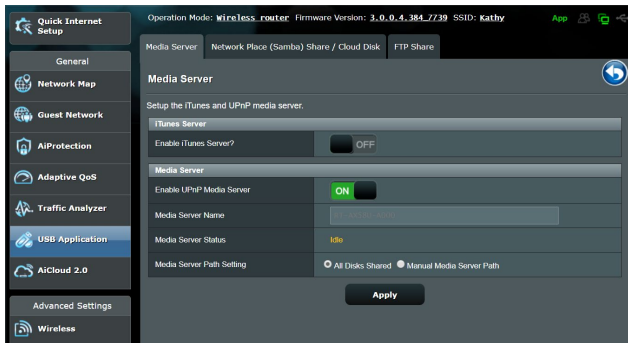 Quick Internet
Setup
Operation Mode: Wireless router Firmware Version: 3.0.0.4.384_7739 SSID: Kathy App
Media Server Network Place (Samba) Share / Cloud Disk FTP Share
General
Network Map
Guest Network
AiProtection
Adaptive QoS
Traffic Analyzer
USB Application
AiCloud 2.0
Advanced Settings
Wireless
Media Server
Setup the iTunes and UPnP media server.
iTunes Server
Enable iTunes Server? OFF
Media Server
Enable UPnP Media Server ON
Media Server Name
Media Server Status Idle
Media Server Path Setting All Disks Shared Manual Media Server Path
Apply